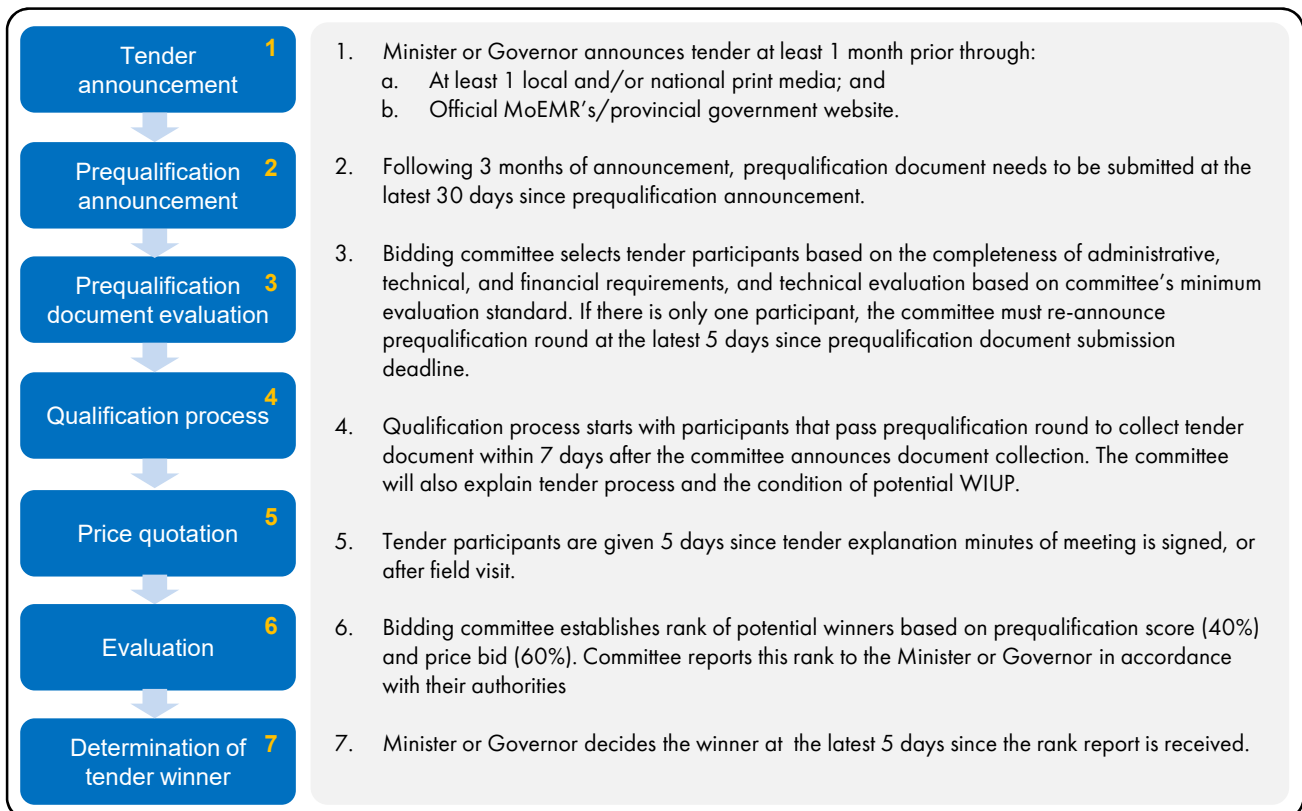 Tender
announcement
1
Prequalification
announcement
2
Prequalification
document evaluation
3
Qualification process
4
Price quotation
5
Evaluation
6
Determination of
tender winner
7
1. Minister or Governor announces tender at least 1 month prior through:
a. At least 1 local and/or national print media; and
b. Official MoEMR's/provincial government website.
2. Following 3 months of announcement, prequalification document needs to be submitted at the
latest 30 days since prequalification announcement.
3. Bidding committee selects tender participants based on the completeness of administrative,
technical, and financial requirements, and technical evaluation based on committee's minimum
evaluation standard. If there is only one participant, the committee must re-announce
prequalification round at the latest 5 days since prequalification document submission
deadline.
4. Qualification process starts with participants that pass prequalification round to collect tender
document within 7 days after the committee announces document collection. The committee
will also explain tender process and the condition of potential WIUP.
5. Tender participants are given 5 days since tender explanation minutes of meeting is signed, or
after field visit.
6. Bidding committee establishes rank of potential winners based on prequalification score (40%)
and price bid (60%). Committee reports this rank to the Minister or Governor in accordance
with their authorities
7. Minister or Governor decides the winner at the latest 5 days since the rank report is received.